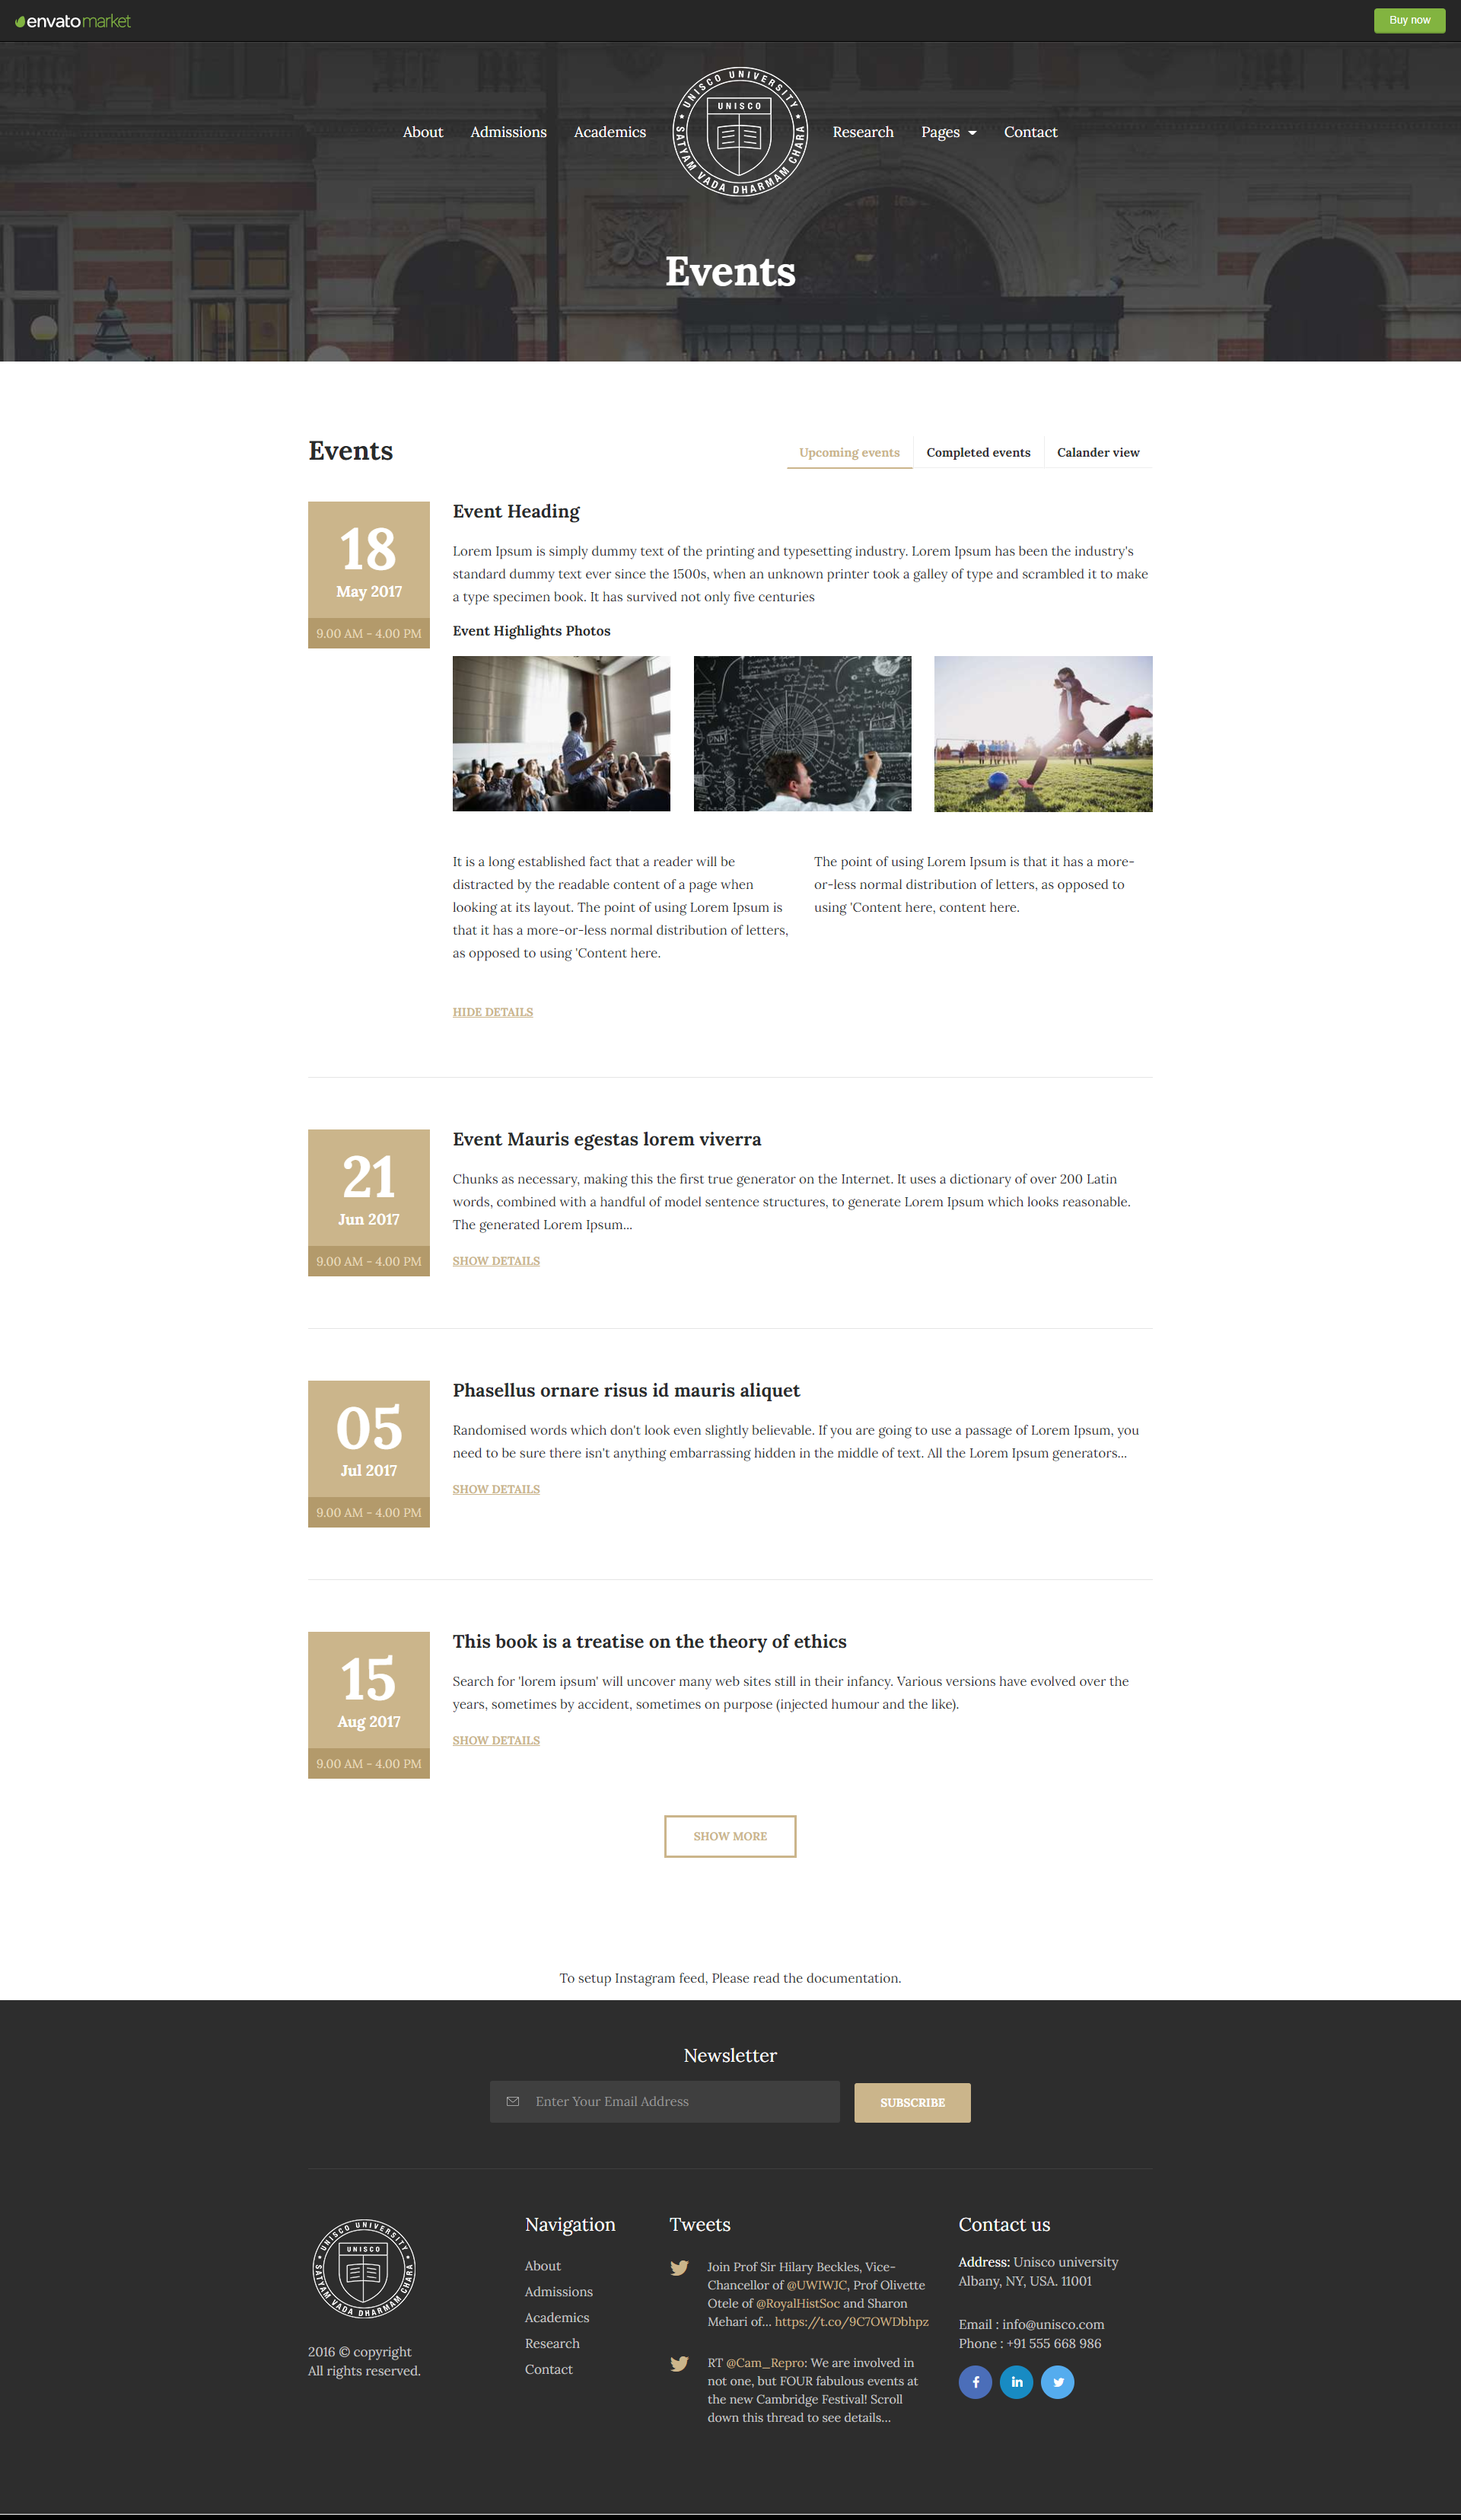 envatomarket
Buy now
About Admissions Academics
UNISCO UNIVERSITY
UNISCO
SATYAM VADA DHARMAM CHARA
Research Pages Contact
Events
Events
Upcoming events Completed events Calander view
18
May 2017
9.00 AM - 4.00 PM
Event Heading
Lorem Ipsum is simply dummy text of the printing and typesetting industry. Lorem Ipsum has been the industry's
standard dummy text ever since the 1500s, when an unknown printer took a galley of type and scrambled it to make
a type specimen book. It has survived not only five centuries
Event Highlights Photos
It is a long established fact that a reader will be
distracted by the readable content of a page when
looking at its layout. The point of using Lorem Ipsum is
that it has a more-or-less normal distribution of letters,
as opposed to using 'Content here.
The point of using Lorem Ipsum is that it has a more-
or-less normal distribution of letters, as opposed to
using 'Content here, content here.
HIDE DETAILS
21
Jun 2017
9.00 AM - 4.00 PM
Event Mauris egestas lorem viverra
Chunks as necessary, making this the first true generator on the Internet. It uses a dictionary of over 200 Latin
words, combined with a handful of model sentence structures, to generate Lorem Ipsum which looks reasonable.
The generated Lorem Ipsum...
SHOW DETAILS
05
Jul 2017
9.00 AM - 4.00 PM
Phasellus ornare risus id mauris aliquet
Randomised words which don't look even slightly believable. If you are going to use a passage of Lorem Ipsum, you
need to be sure there isn't anything embarrassing hidden in the middle of text. All the Lorem Ipsum generators...
SHOW DETAILS
15
Aug 2017
9.00 AM - 4.00 PM
This book is a treatise on the theory of ethics
Search for 'lorem ipsum' will uncover many web sites still in their infancy. Various versions have evolved over the
years, sometimes by accident, sometimes on purpose (injected humour and the like).
SHOW DETAILS
SHOW MORE
To setup Instagram feed, Please read the documentation.
Newsletter
Enter Your Email Address
SUBSCRIBE
UNISCO UNIVERSITY
UNISCO
SATYAM VADA DHARMAM CHARA
2016 © copyright
All rights reserved.
Navigation
About
Admissions
Academics
Research
Contact
Tweets
Join Prof Sir Hilary Beckles, Vice-
Chancellor of @UWIWJC, Prof Olivette
Otele of @RoyalHistSoc and Sharon
Mehari of... https://t.co/9C7OWDbhpz
RT @Cam_Repro: We are involved in
not one, but FOUR fabulous events at
the new Cambridge Festival! Scroll
down this thread to see details...
Contact us
Address: Unisco university
Albany, NY, USA. 11001
Email : info@unisco.com
Phone : +91 555 668 986